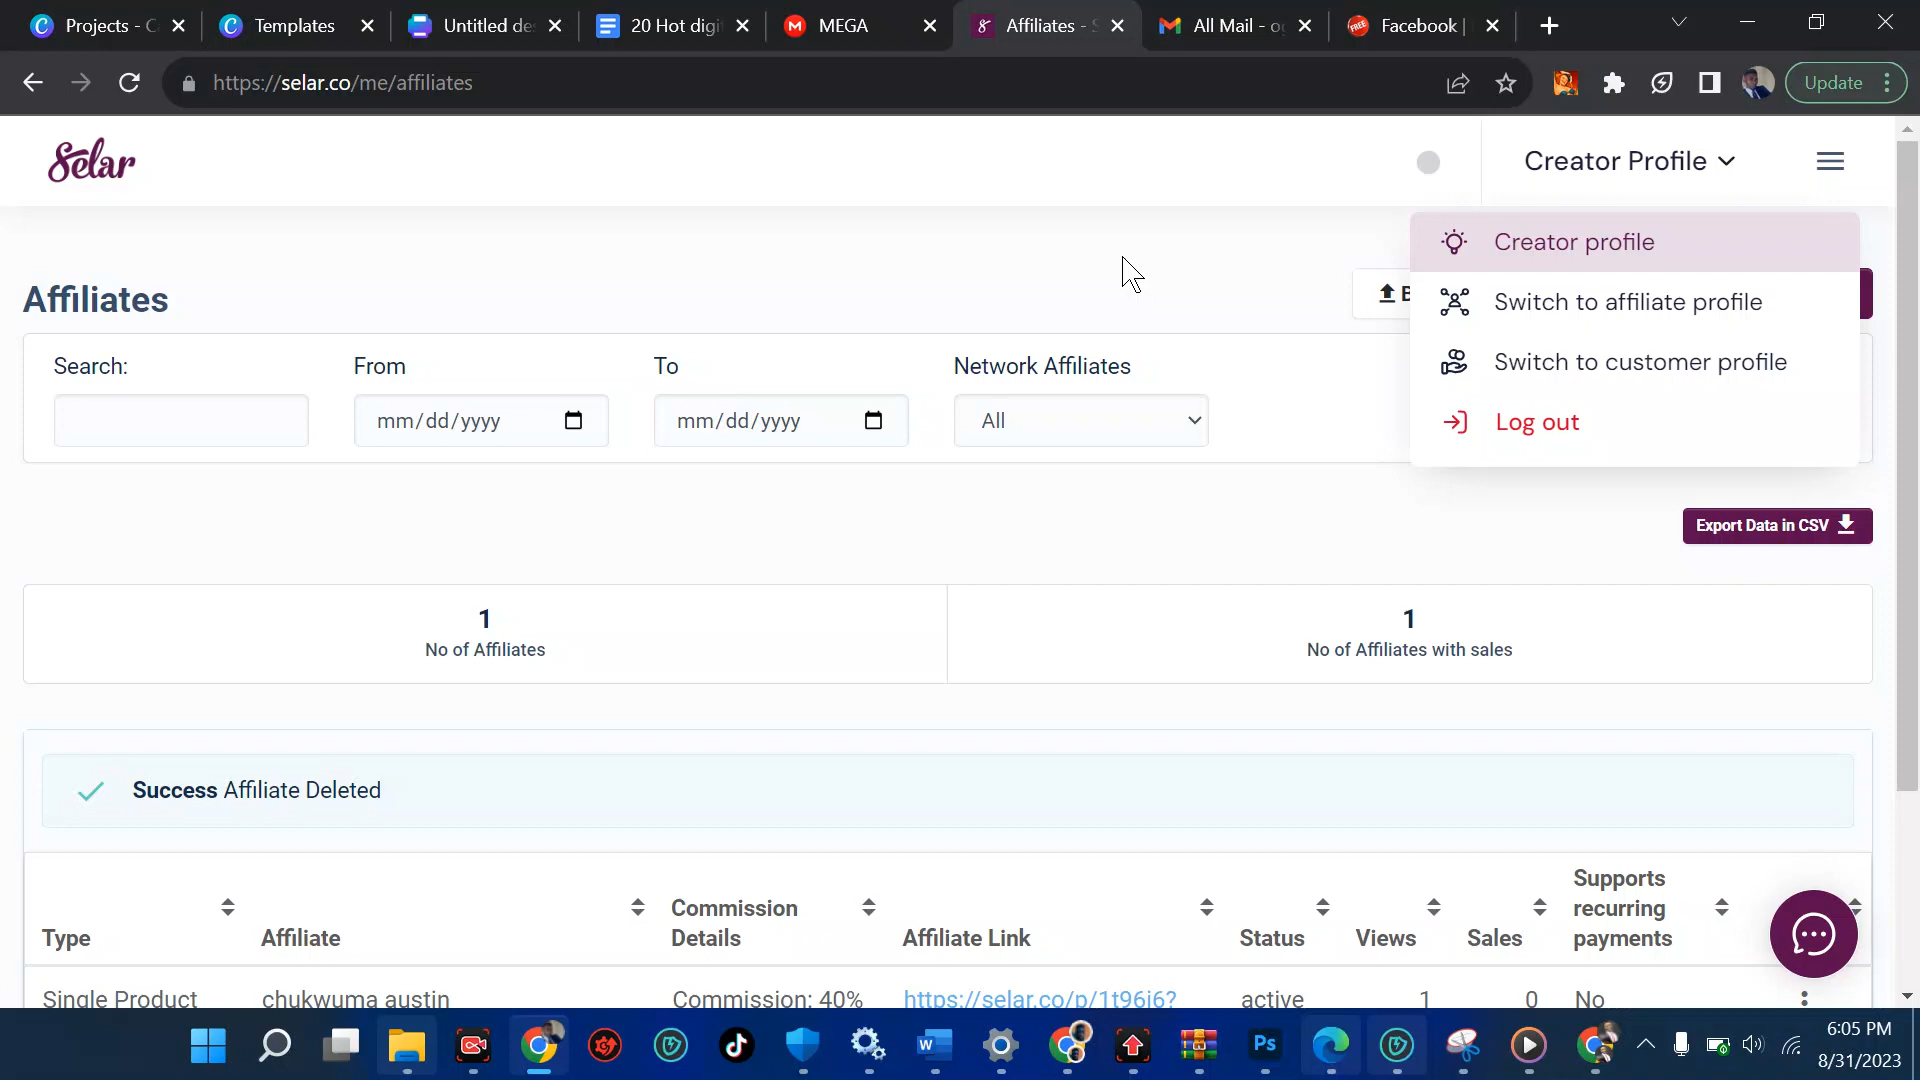 Projects - C
Templates
Untitled de
20 Hot digi
MEGA
Affiliates - S
All Mail - og
Facebook |
https://selar.co/me/affiliates
Update
Selar
Creator Profile
Creator profile
Switch to affiliate profile
Switch to customer profile
Log out
Affiliates
Search:
From
To
Network Affiliates
mm/dd/yyyy
mm/dd/yyyy
All
Export Data in CSV
1
No of Affiliates
1
No of Affiliates with sales
Success Affiliate Deleted
Type
Affiliate
Commission
Details
Affiliate Link
Status
Views
Sales
Supports
recurring
payments
Single Product
chukwuma austin
Commission: 40%
https://selar.co/p/1t96j6?
active
1
0
No
6:05 PM
8/31/2023